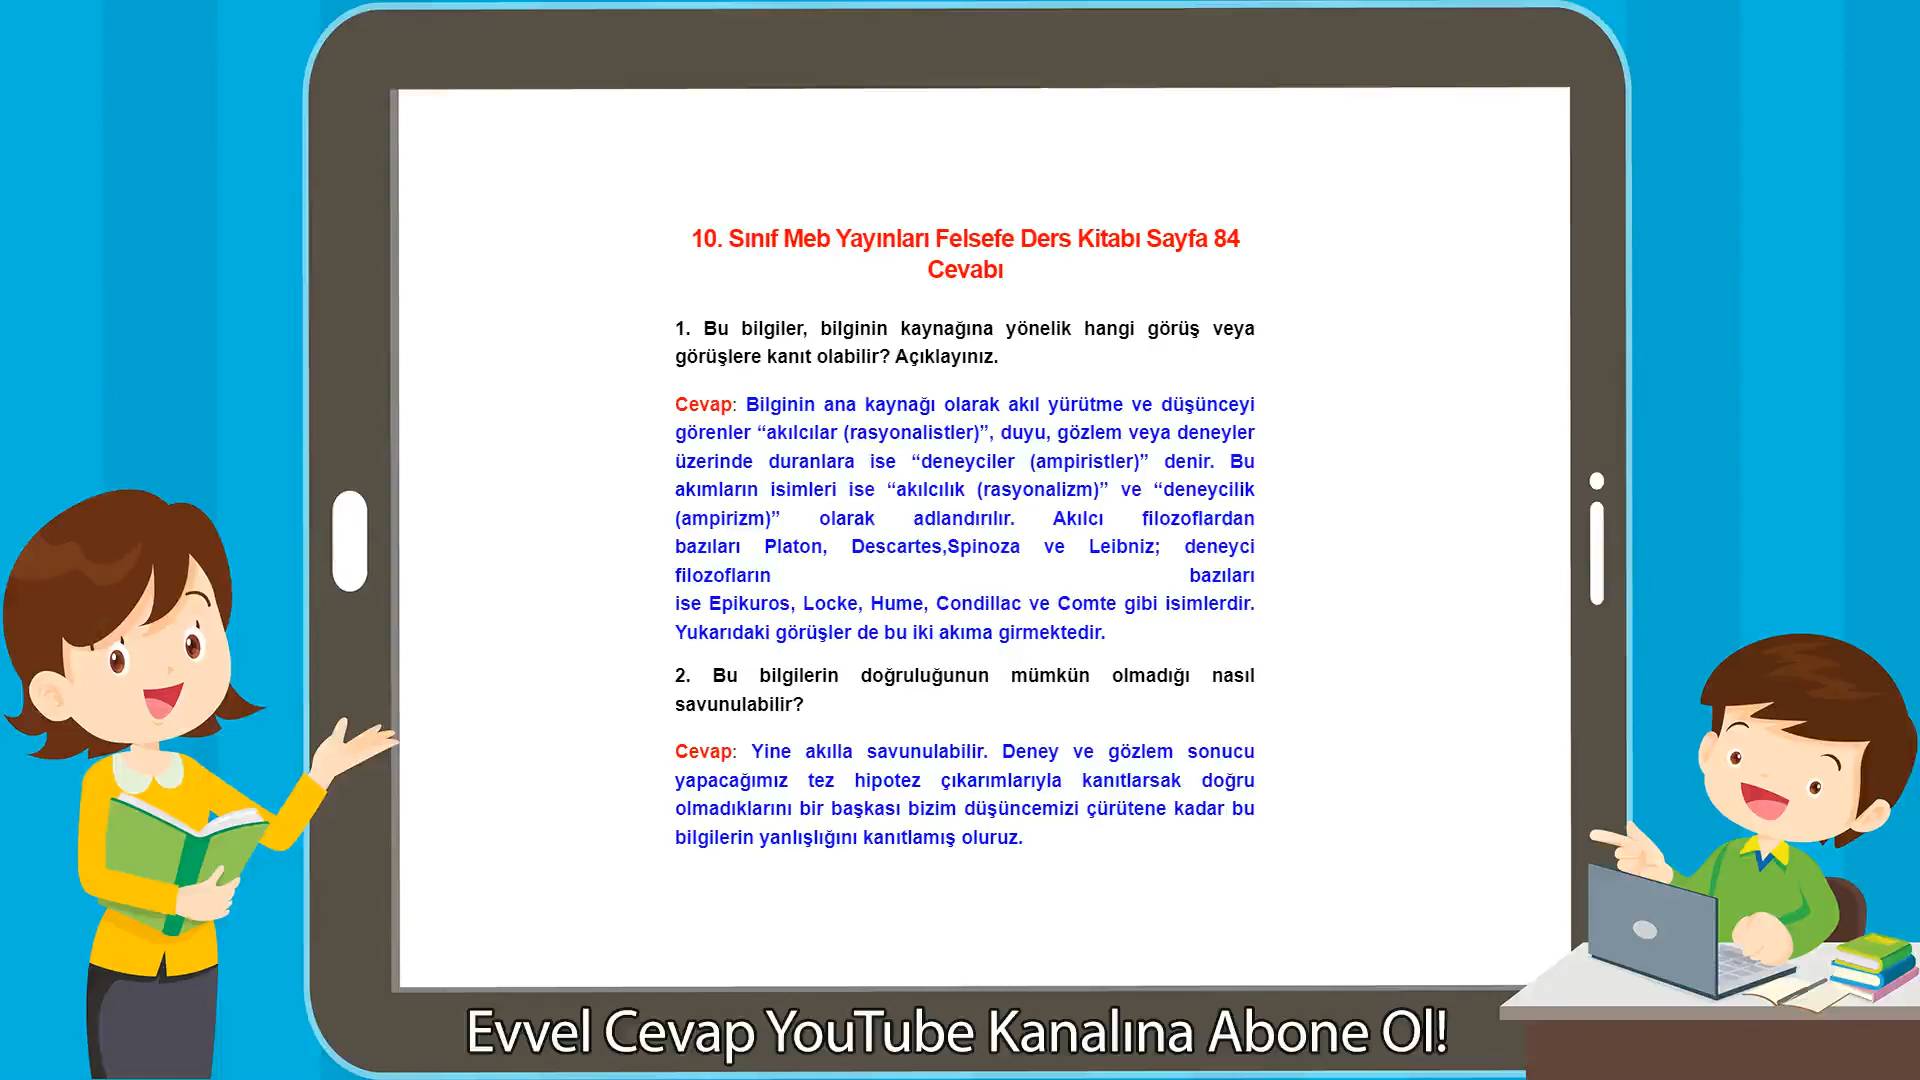 10. Sınıf Meb Yayınları Felsefe Ders Kitabı Sayfa 84
Cevabı
1. Bu bilgiler, bilginin kaynağına yönelik hangi görüş veya
görüşlere kanıt olabilir? Açıklayınız.
Cevap: Bilginin ana kaynağı olarak akıl yürütme ve düşünceyi
görenler “akılcılar (rasyonalistler)”, duyu, gözlem veya deneyler
üzerinde duranlara ise “deneyciler (ampiristler)” denir. Bu
akımların isimleri ise “akılcılık (rasyonalizm)” ve “deneycilik
(ampirizm)” olarak adlandırılır. Akılcı filozoflardan
bazıları Platon, Descartes,Spinoza ve Leibniz; deneyci
filozofların bazıları
ise Epikuros, Locke, Hume, Condillac ve Comte gibi isimlerdir.
Yukarıdaki görüşler de bu iki akıma girmektedir.
2. Bu bilgilerin doğruluğunun mümkün olmadığı nasıl
savunulabilir?
Cevap: Yine akılla savunulabilir. Deney ve gözlem sonucu
yapacağımız tez hipotez çıkarımlarıyla kanıtlarsak doğru
olmadıklarını bir başkası bizim düşüncemizi çürütene kadar bu
bilgilerin yanlışlığını kanıtlamış oluruz.
Evvel Cevap YouTube Kanalına Abone Ol!